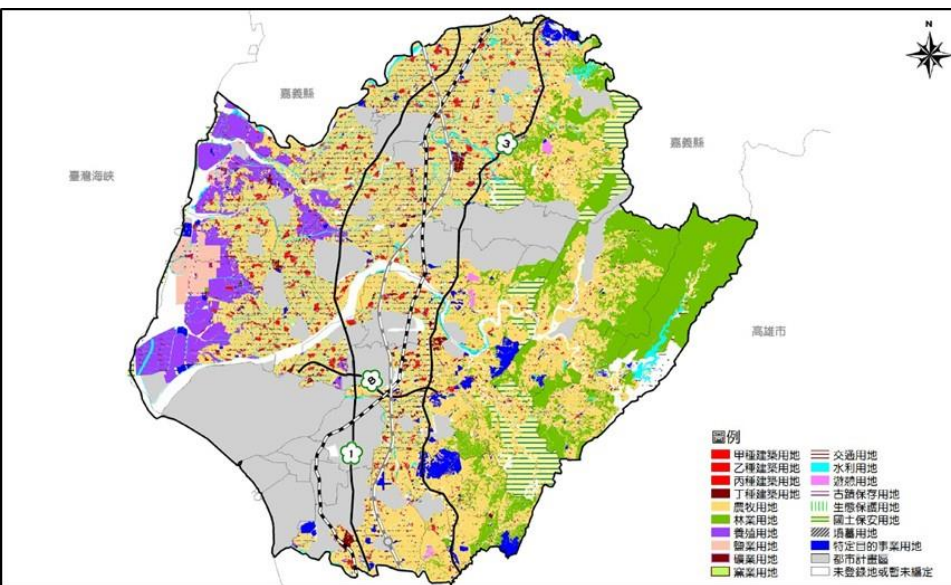 N
嘉義縣
嘉義縣
臺灣海峽
高雄市
3
8
1
圖例
甲種建築用地
乙種建築用地
丙種建築用地
丁種建築用地
農牧用地
林業用地
養殖用地
鹽業用地
礦業用地
窯業用地
交通用地
水利用地
遊憩用地
古蹟保存用地
生態保護用地
國土保安用地
墳墓用地
特定目的事業用地
都市計畫區
未登錄地或暫未編定